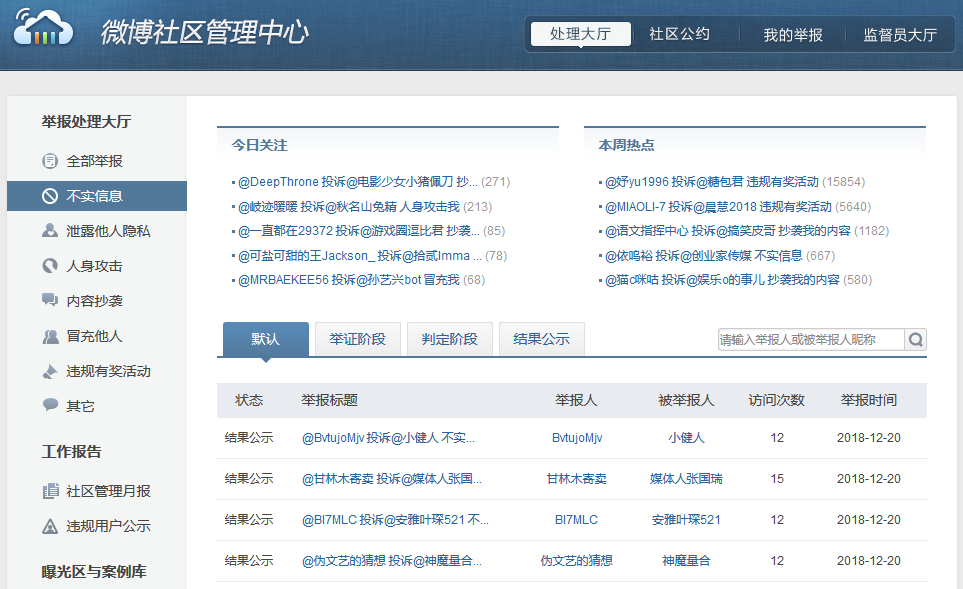 微博社区管理中心
处理大厅 社区公约 我的举报 监督员大厅
举报处理大厅
全部举报
不实信息
泄露他人隐私
人身攻击
内容抄袭
冒充他人
违规有奖活动
其它
工作报告
社区管理月报
违规用户公示
曝光区与案例库
今日关注
@DeepThrone 投诉@电影少女小猪佩刀 抄... (271)
@岐迹暖暖 投诉@秋名山兔精 人身攻击我 (213)
@一直都在29372 投诉@游戏圈逗比君 抄袭... (85)
@可盐可甜的王Jackson_ 投诉@拾贰Imma ... (78)
@MRBAEKEE56 投诉@孙艺兴bot 冒充我 (68)
本周热点
@妤yu1996 投诉@糖包君 违规有奖活动 (15854)
@MIAOLI-7 投诉@晨慧2018 违规有奖活动 (5640)
@语文指挥中心 投诉@搞笑皮哥 抄袭我的内容 (1182)
@依鸣裕 投诉@创业家传媒 不实信息 (667)
@猫c咪咕 投诉@娱乐o的事儿 抄袭我的内容 (580)
默认 举证阶段 判定阶段 结果公示
请输入举报人或被举报人昵称
状态 举报标题 举报人 被举报人 访问次数 举报时间
结果公示 @BvtujoMjv 投诉@小健人 不实... BvtujoMjv 小健人 12 2018-12-20
结果公示 @甘林木寄卖 投诉@媒体人张国... 甘林木寄卖 媒体人张国瑞 15 2018-12-20
结果公示 @BI7MLC 投诉@安雅叶琛521 不... BI7MLC 安雅叶琛521 12 2018-12-20
结果公示 @伪文艺的猜想 投诉@神魔量合... 伪文艺的猜想 神魔量合 12 2018-12-20